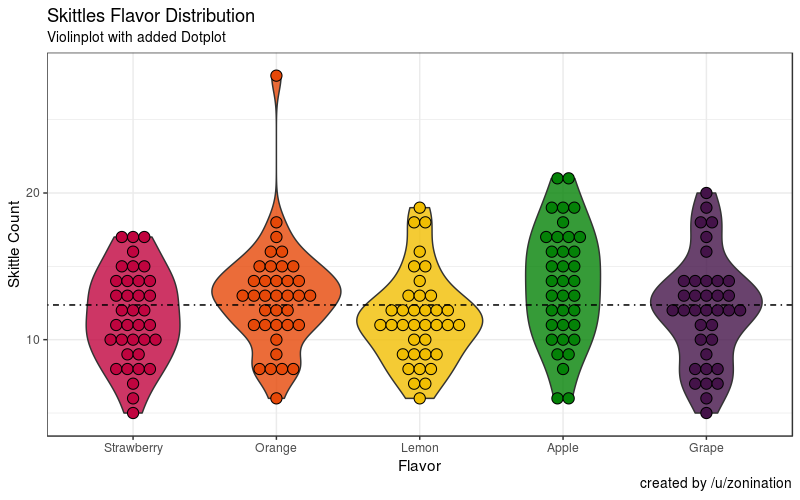 Skittles Flavor Distribution
Violinplot with added Dotplot
Skittle Count
20
10
Strawberry Orange Lemon Apple Grape
Flavor
created by /u/zonination